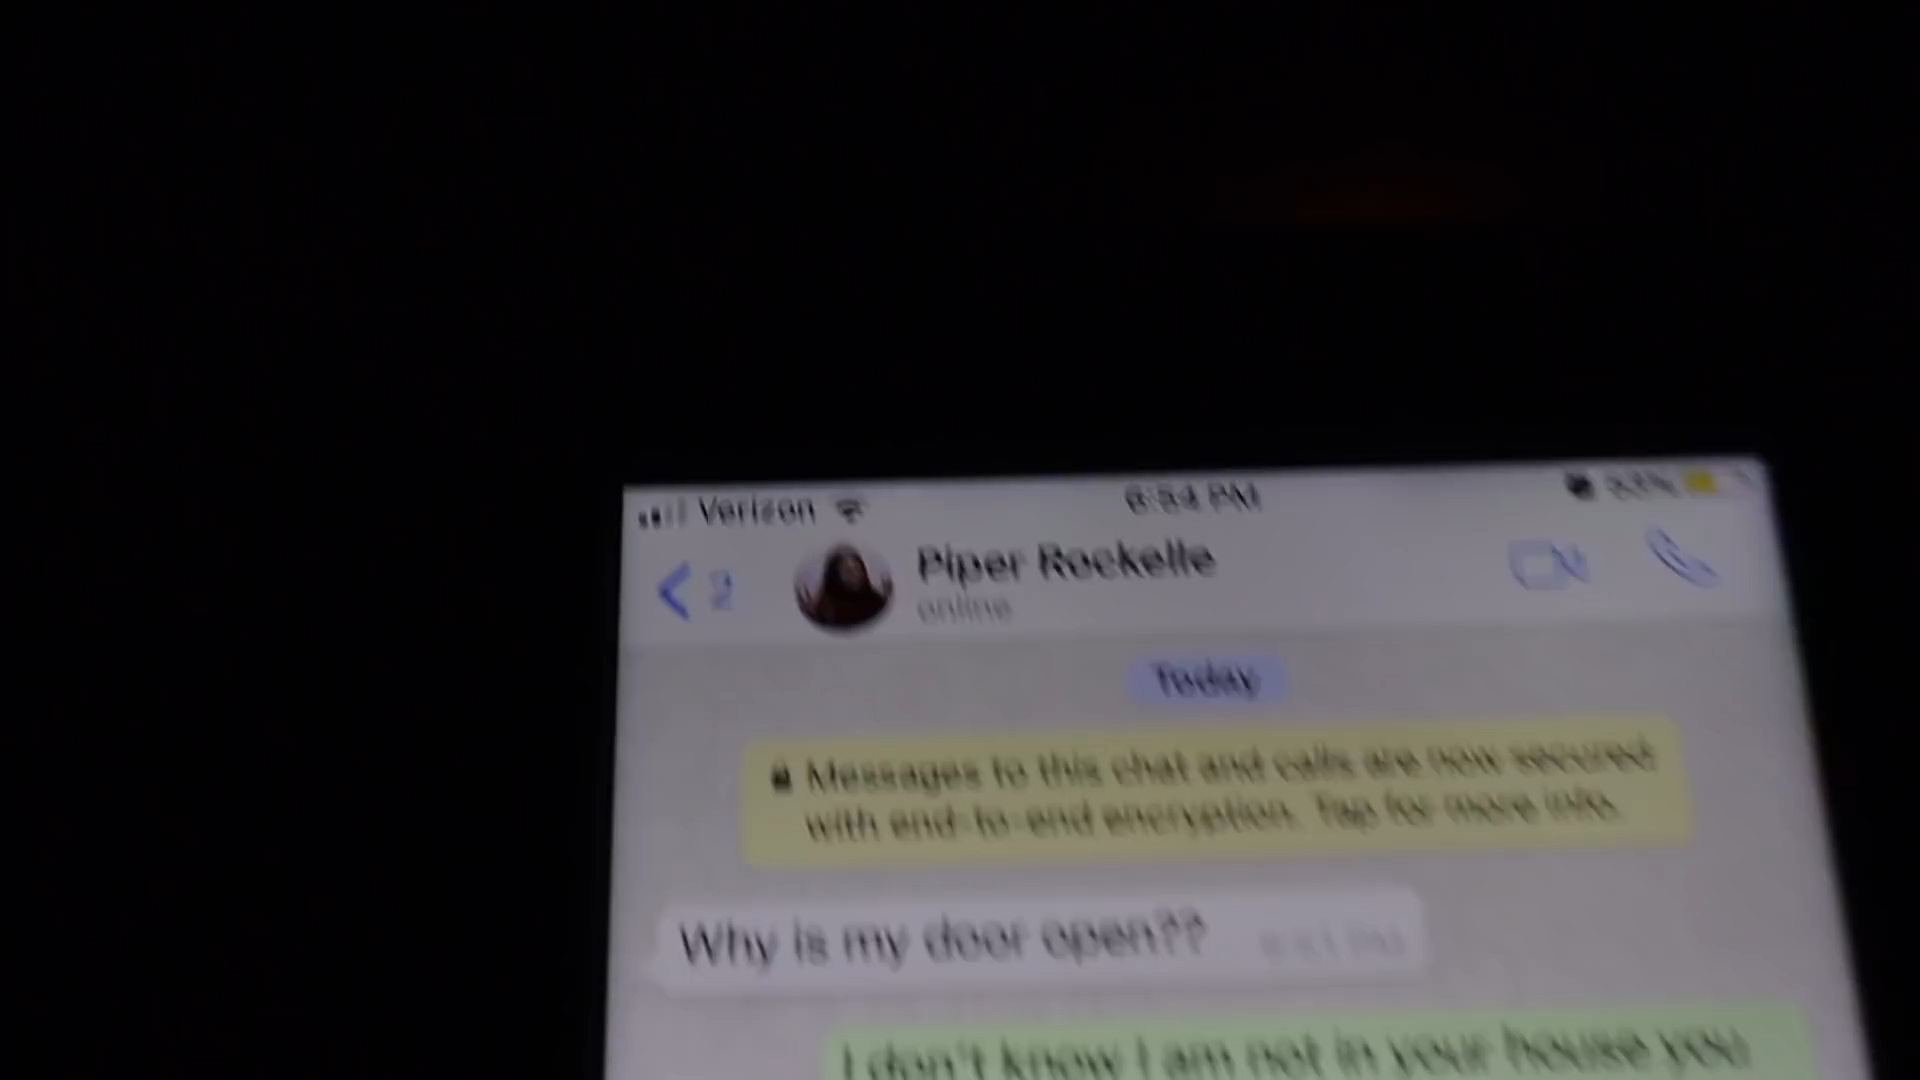 Verizon 6:54 PM 83%
2
Piper Rockelle
online
Today
Messages to this chat and calls are now secured
with end-to-end encryption. Tap for more info.
Why is my door open??
I don't know I am not in your house you